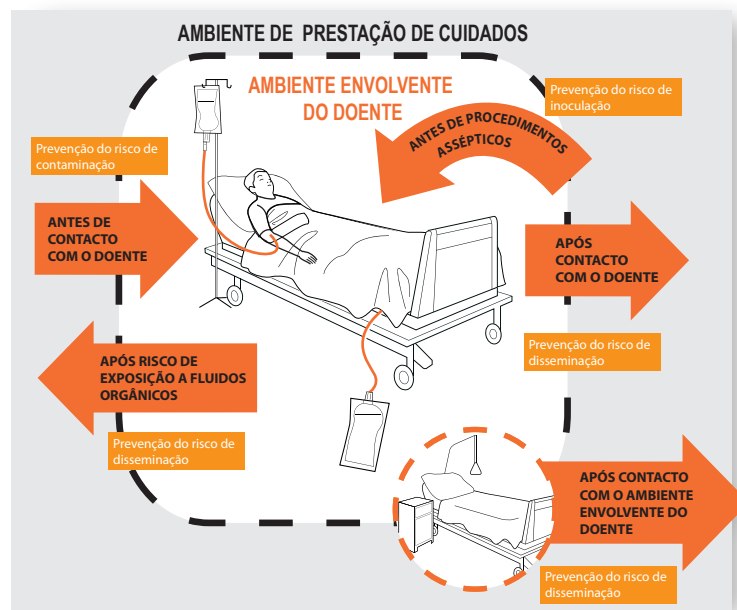 AMBIENTE DE PRESTAÇÃO DE CUIDADOS
AMBIENTE ENVOLVENTE
DO DOENTE
Prevenção do risco de
inoculação
ANTES DE PROCEDIMENTOS
ASSÉPTICOS
Prevenção do risco de
contaminação
ANTES DE
CONTACTO
COM O DOENTE
APÓS
CONTACTO
COM O DOENTE
Prevenção do risco de
disseminação
APÓS RISCO DE
EXPOSIÇÃO A FLUIDOS
ORGÂNICOS
Prevenção do risco de
disseminação
APÓS CONTACTO
COM O AMBIENTE
ENVOLVENTE DO
DOENTE
Prevenção do risco de
disseminação